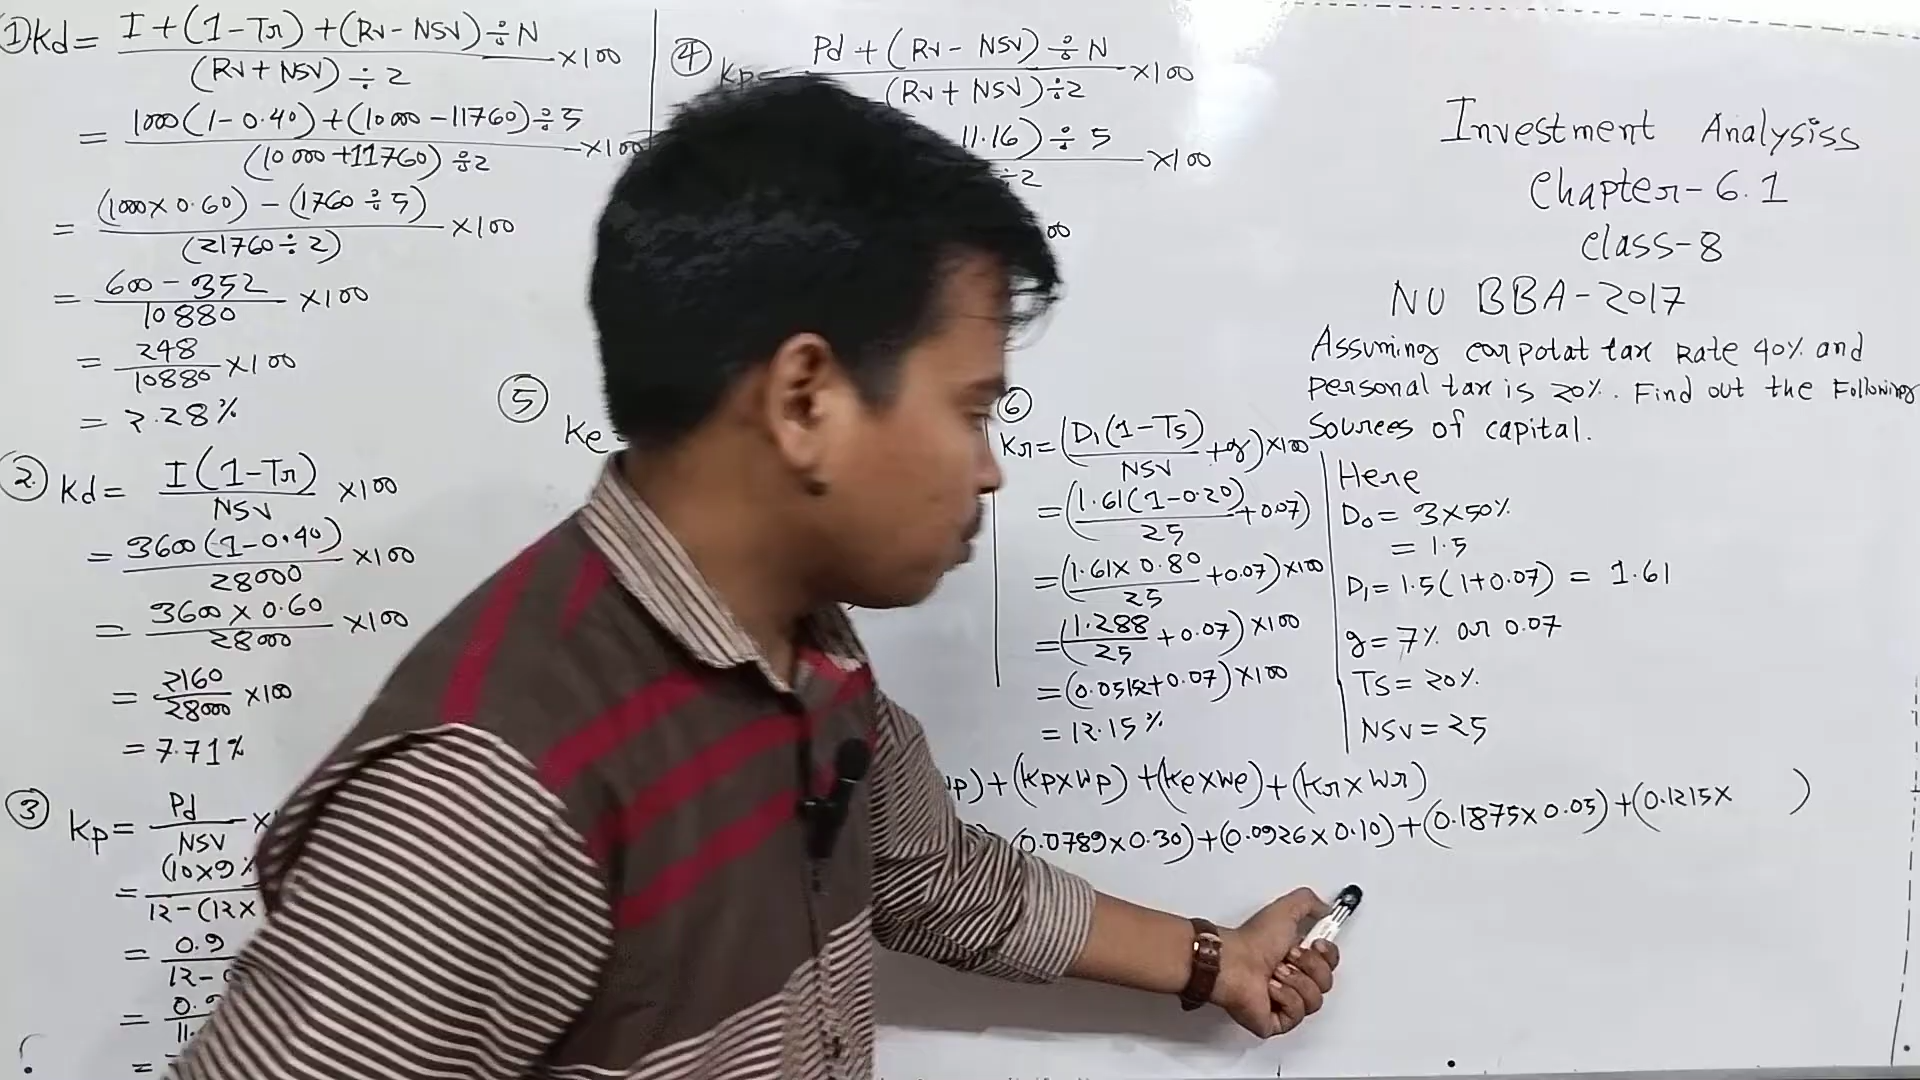 ① Kd = I + (1-Tr) + (Rv - NSV) ÷ N / (Rv + NSV) ÷ 2 ×100
= 1000(1-0.40) + (10000 - 11760) ÷ 5 / (10000 + 11760) ÷ 2 ×100
= (1000 × 0.60) - (1760 ÷ 5) / (21760 ÷ 2) ×100
= 600 - 352 / 10880 ×100
= 248 / 10880 ×100
= 2.28%
② Kd = I(1-Tr) / NSV ×100
= 3600(1-0.40) / 28000 ×100
= 3600 × 0.60 / 28000 ×100
= 2160 / 28000 ×100
= 7.71%
③ Kp = Pd / NSV ×
= (10×9% / 12-(12×
= 0.9 / 12-
= 0.9 / 11.
=
④ Kp = Pd + (Rv - NSV) ÷ N / (Rv + NSV) ÷ 2 ×100
11.16) ÷ 5 / ÷2 ×100
00
⑤ Ke =
⑥
Kr = (D₁(1-Ts) / NSV + g) ×100
= (1.61(1-0.20) / 25 + 0.07)
= (1.61 × 0.80 / 25 + 0.07) ×100
= (1.288 / 25 + 0.07) ×100
= (0.0515+0.07) ×100
= 12.15%
p) + (Kp×Wp) + (Ke×We) + (Kr×Wr)
(0.0789×0.30) + (0.0926×0.10) + (0.1875×0.05) + (0.1215× )
Investment Analysiss
Chapter-6.1
Class-8
NU BBA-2017
Assuming corpotat tax Rate 40% and
personal tax is 20%. Find out the Following
Sources of capital.
Here
D₀ = 3×50%
= 1.5
D₁ = 1.5(1+0.07) = 1.61
g = 7% or 0.07
Ts = 20%
NSV = 25